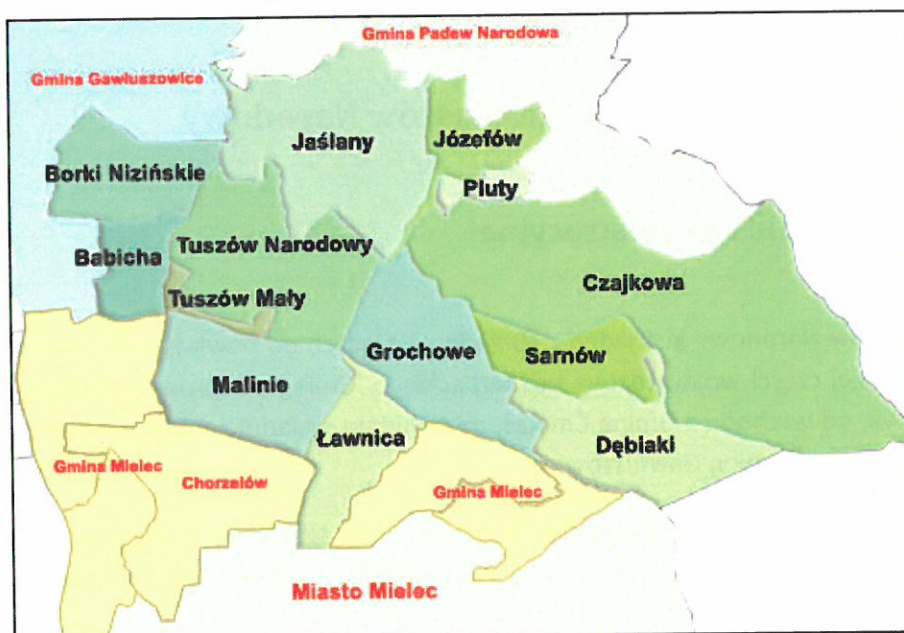 Gmina Padew Narodowa
Gmina Gawłuszowice
Jaślany
Józefów
Borki Nizińskie
Pluty
Tuszów Narodowy
Babicha
Czajkowa
Tuszów Mały
Grochowe
Sarnów
Malinie
Ławnica
Dębiaki
Gmina Mielec
Chorzelów
Gmina Mielec
Miasto Mielec